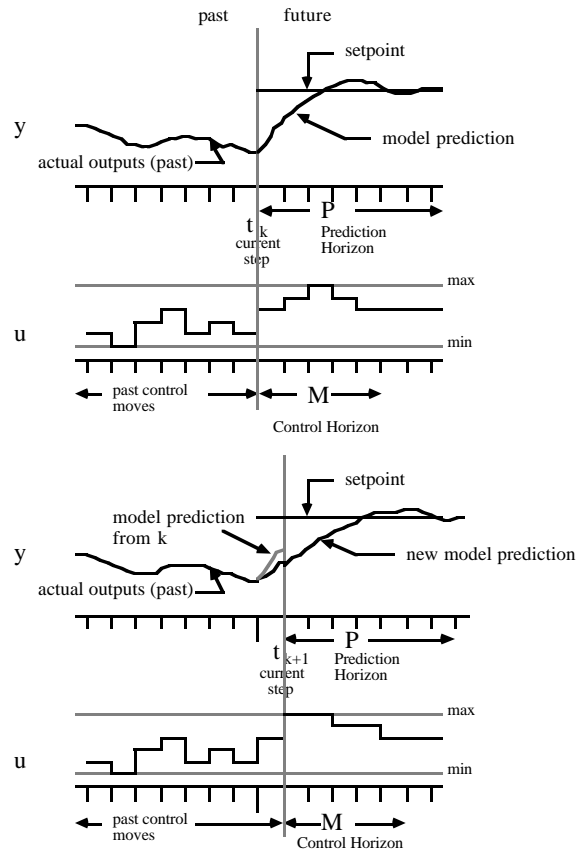 past future
setpoint
y
model prediction
actual outputs (past)
P
t k
current
step
Prediction
Horizon
max
u
min
past control
moves
M
Control Horizon
setpoint
model prediction
from k
y
new model prediction
actual outputs (past)
P
t k+1
current
step
Prediction
Horizon
max
u
min
past control
moves
M
Control Horizon